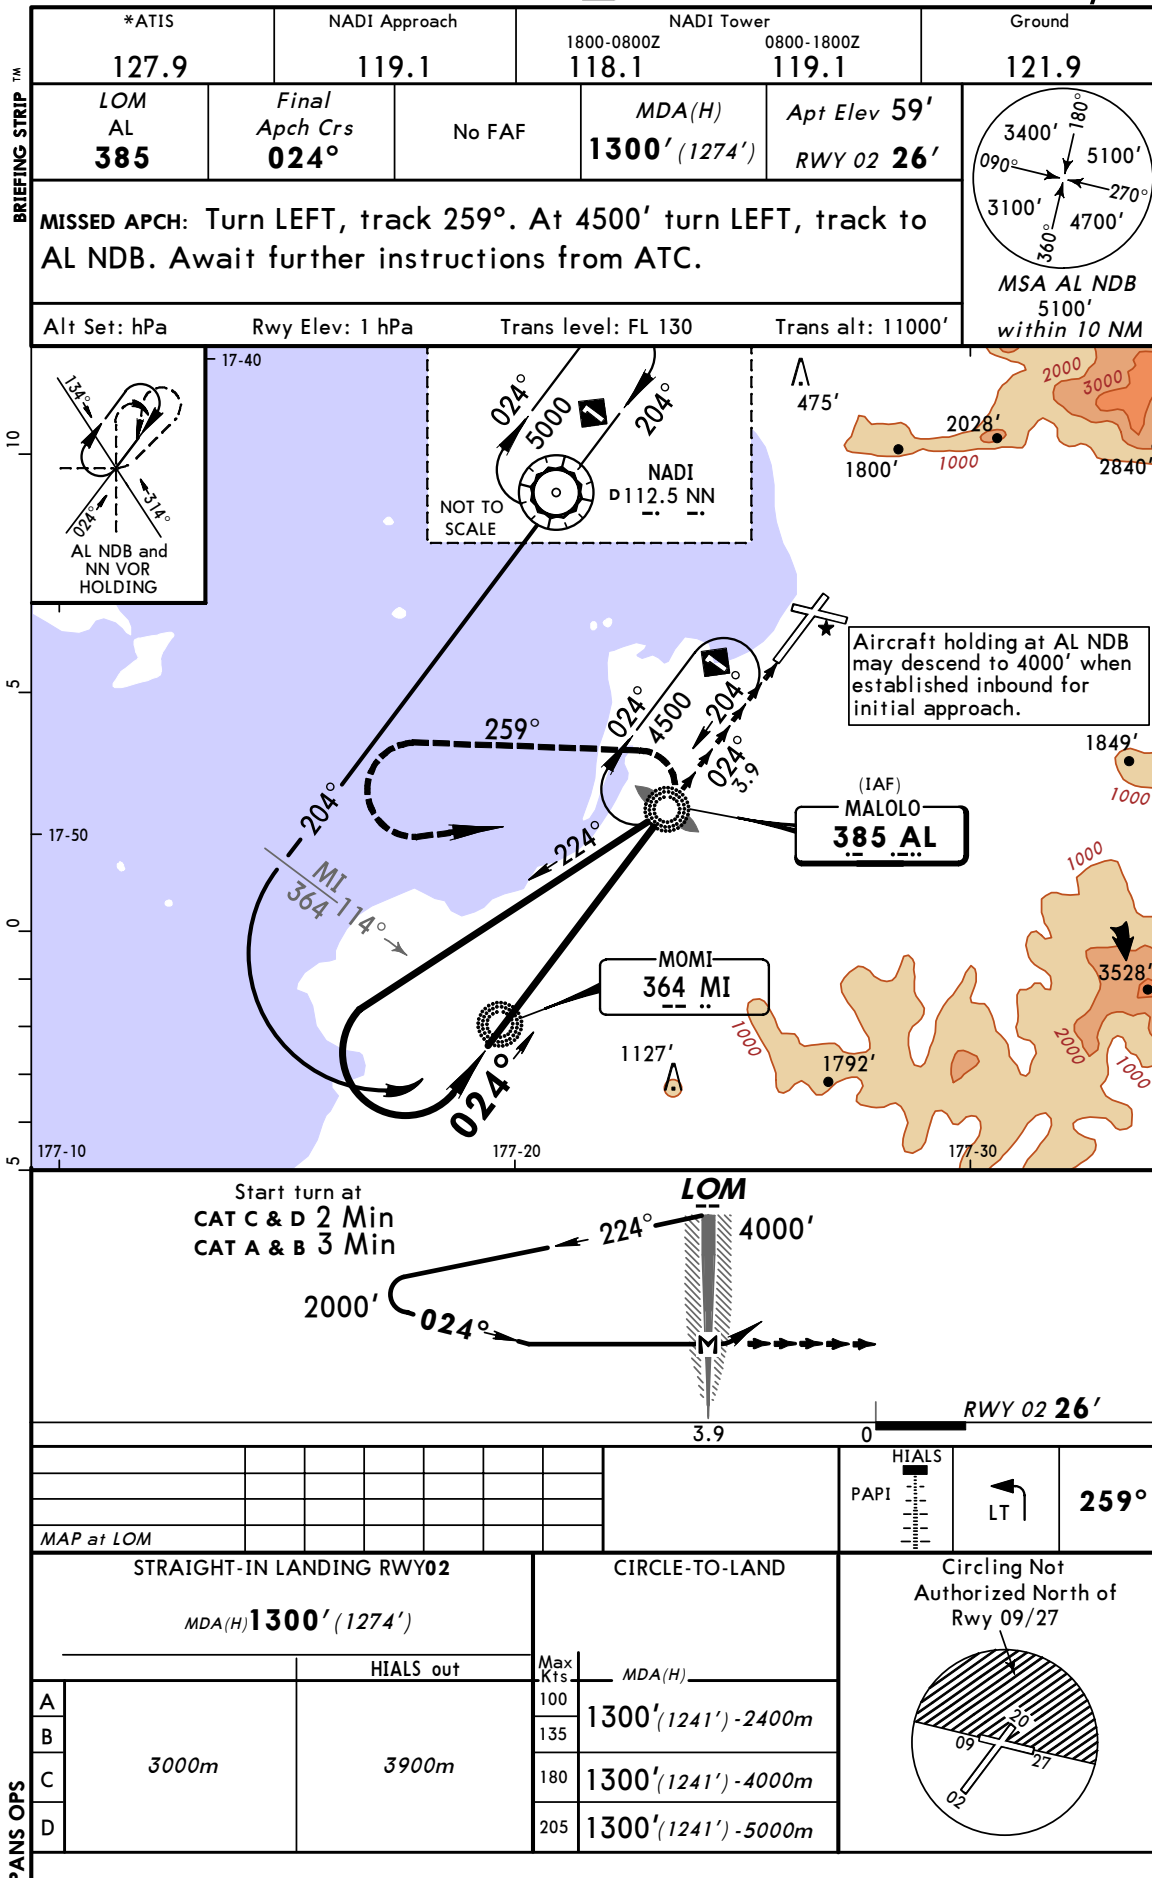 *ATIS
127.9
NADI Approach
119.1
NADI Tower
1800-0800Z 0800-1800Z
118.1 119.1
Ground
121.9
BRIEFING STRIP TM
LOM
AL
385
Final
Apch Crs
024°
No FAF
MDA(H)
1300' (1274')
Apt Elev 59'
RWY 02 26'
MISSED APCH: Turn LEFT, track 259°. At 4500' turn LEFT, track to
AL NDB. Await further instructions from ATC.
Alt Set: hPa Rwy Elev: 1 hPa Trans level: FL 130 Trans alt: 11000'
180°
3400'
5100'
090°
270°
3100'
4700'
360°
MSA AL NDB
5100'
within 10 NM
17-40
134°
024°
314°
AL NDB and
NN VOR
HOLDING
024°
5000
1
204°
NADI
D 112.5 NN
NOT TO
SCALE
475'
2000
3000
2028'
1800'
1000
2840'
10
5
0
5
Aircraft holding at AL NDB
may descend to 4000' when
established inbound for
initial approach.
1
024°
4500
204°
024°
3.9
259°
204°
224°
17-50
MI
364
114°
(IAF)
MALOLO
385 AL
1849'
1000
1000
MOMI
364 MI
3528'
2000
1000
1000
1127'
1792'
024°
177-10
177-20
177-30
Start turn at
CAT C & D 2 Min
CAT A & B 3 Min
LOM
224°
4000'
2000'
024°
M
RWY 02 26'
3.9
0
MAP at LOM
HIALS
PAPI
LT
259°
STRAIGHT-IN LANDING RWY02
MDA(H) 1300' (1274')
HIALS out
A
B
C
D
3000m
3900m
CIRCLE-TO-LAND
Max
Kts
MDA(H)
100
135
1300' (1241') -2400m
180
1300' (1241') -4000m
205
1300' (1241') -5000m
Circling Not
Authorized North of
Rwy 09/27
20
09
27
02
PANS OPS